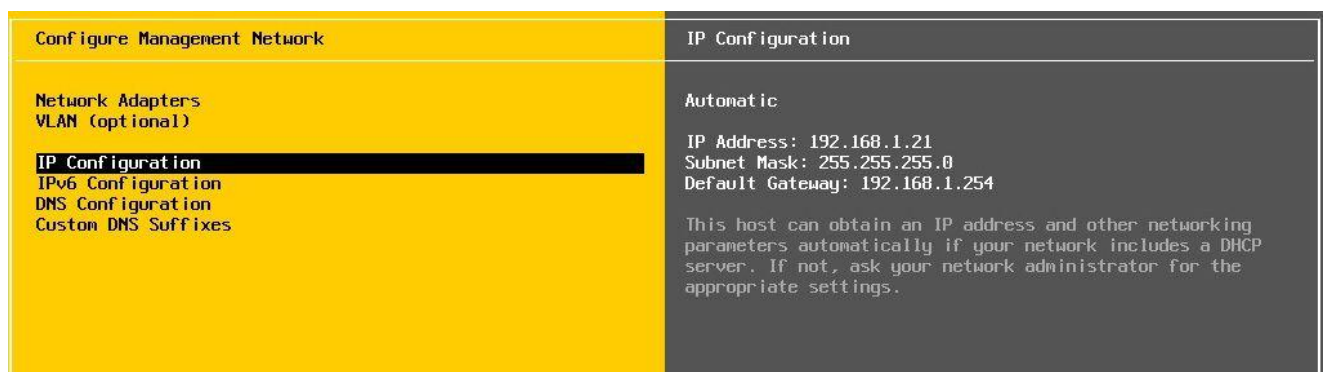 Configure Management Network
Network Adapters
VLAN (optional)
IP Configuration
IPv6 Configuration
DNS Configuration
Custom DNS Suffixes
IP Configuration
Automatic
IP Address: 192.168.1.21
Subnet Mask: 255.255.255.0
Default Gateway: 192.168.1.254
This host can obtain an IP address and other networking
parameters automatically if your network includes a DHCP
server. If not, ask your network administrator for the
appropriate settings.